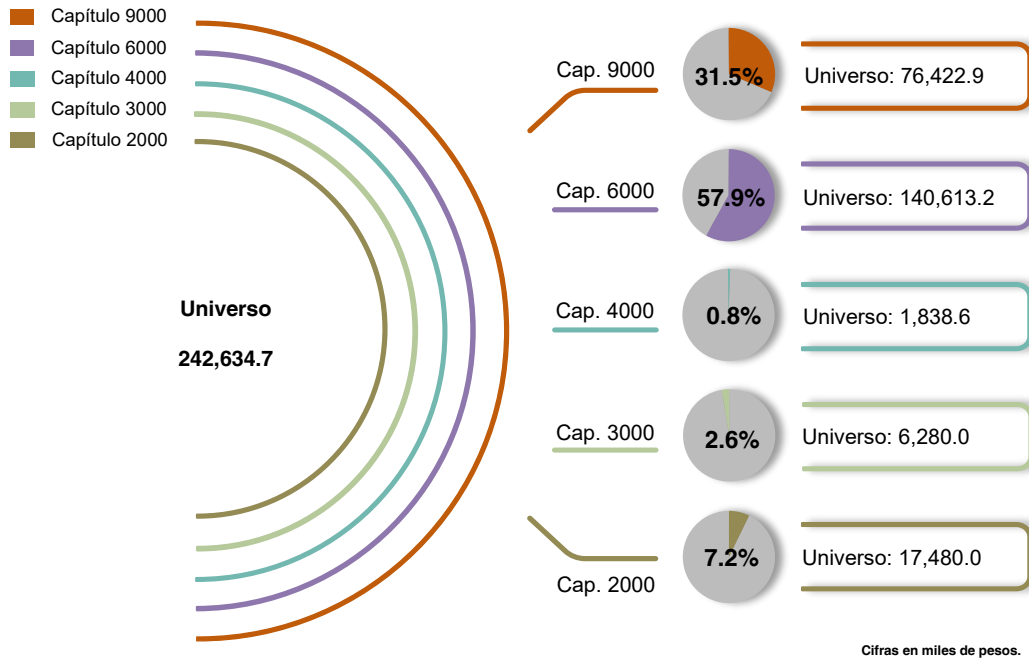 Capítulo 9000
Capítulo 6000
Capítulo 4000
Capítulo 3000
Capítulo 2000
Universo
242,634.7
Cap. 9000
31.5%
Universo: 76,422.9
Cap. 6000
57.9%
Universo: 140,613.2
Cap. 4000
0.8%
Universo: 1,838.6
Cap. 3000
2.6%
Universo: 6,280.0
Cap. 2000
7.2%
Universo: 17,480.0
Cifras en miles de pesos.